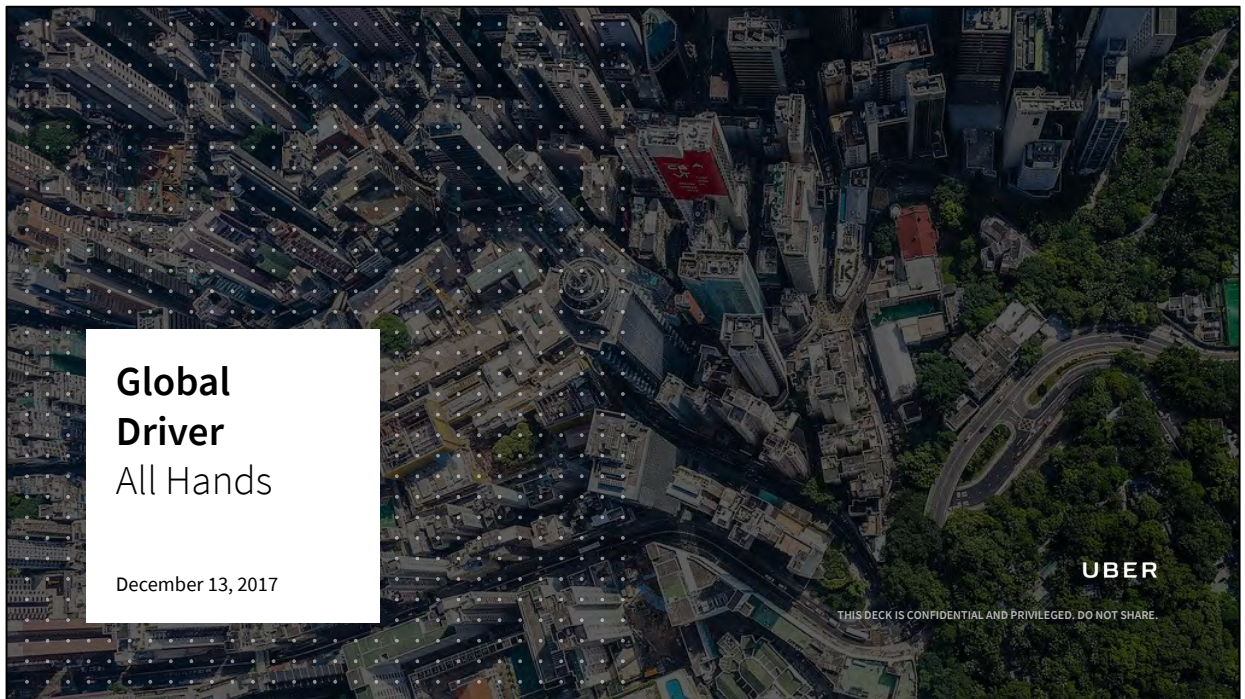 Global
Driver
All Hands
December 13, 2017
UBER
THIS DECK IS CONFIDENTIAL AND PRIVILEGED. DO NOT SHARE.